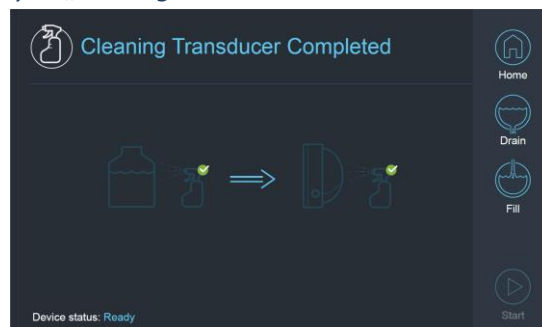 Cleaning Transducer Completed
Home
Drain
Fill
Start
Device status: Ready